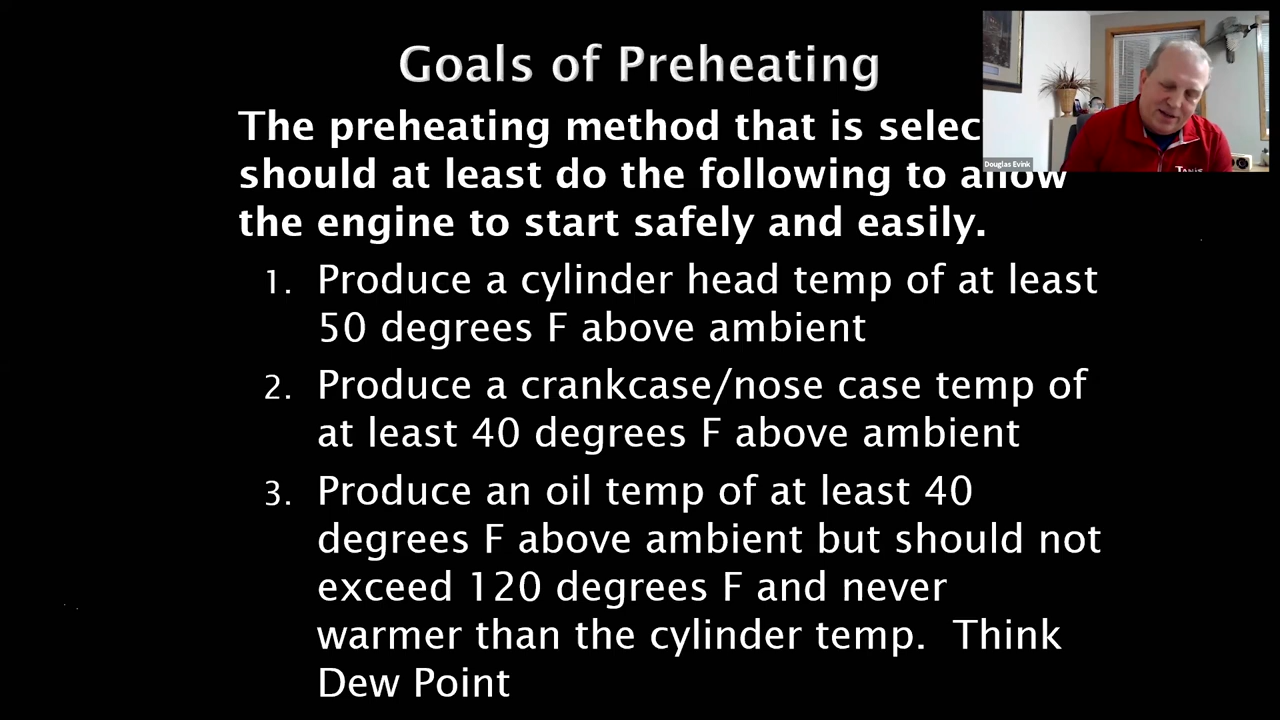 Goals of Preheating
The preheating method that is
should at least do the following to allow
the engine to start safely and easily.
1. Produce a cylinder head temp of at least
50 degrees F above ambient
2. Produce a crankcase/nose case temp of
at least 40 degrees F above ambient
3. Produce an oil temp of at least 40
degrees F above ambient but should not
exceed 120 degrees F and never
warmer than the cylinder temp. Think
Dew Point
Douglas Evink
TANIS